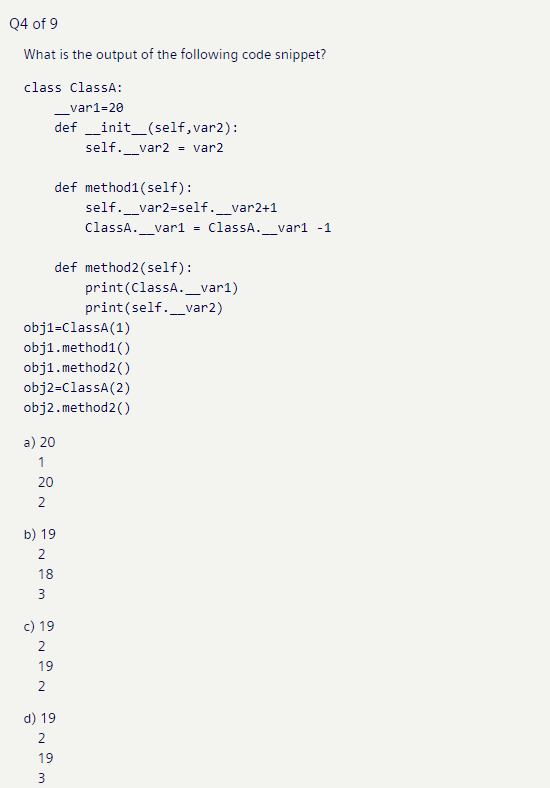 Q4 of 9
What is the output of the following code snippet?
class ClassA:
    __var1=20
    def __init__(self,var2):
        self.__var2 = var2
    def method1(self):
        self.__var2=self.__var2+1
        ClassA.__var1 = ClassA.__var1 -1
    def method2(self):
        print(ClassA.__var1)
        print(self.__var2)
obj1=ClassA(1)
obj1.method1()
obj1.method2()
obj2=ClassA(2)
obj2.method2()
a) 20
1
20
2
b) 19
2
18
3
c) 19
2
19
2
d) 19
2
19
3